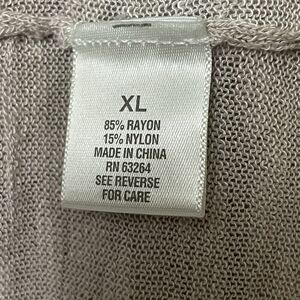 XL
85% RAYON
15% NYLON
MADE IN CHINA
RN 63264
SEE REVERSE
FOR CARE